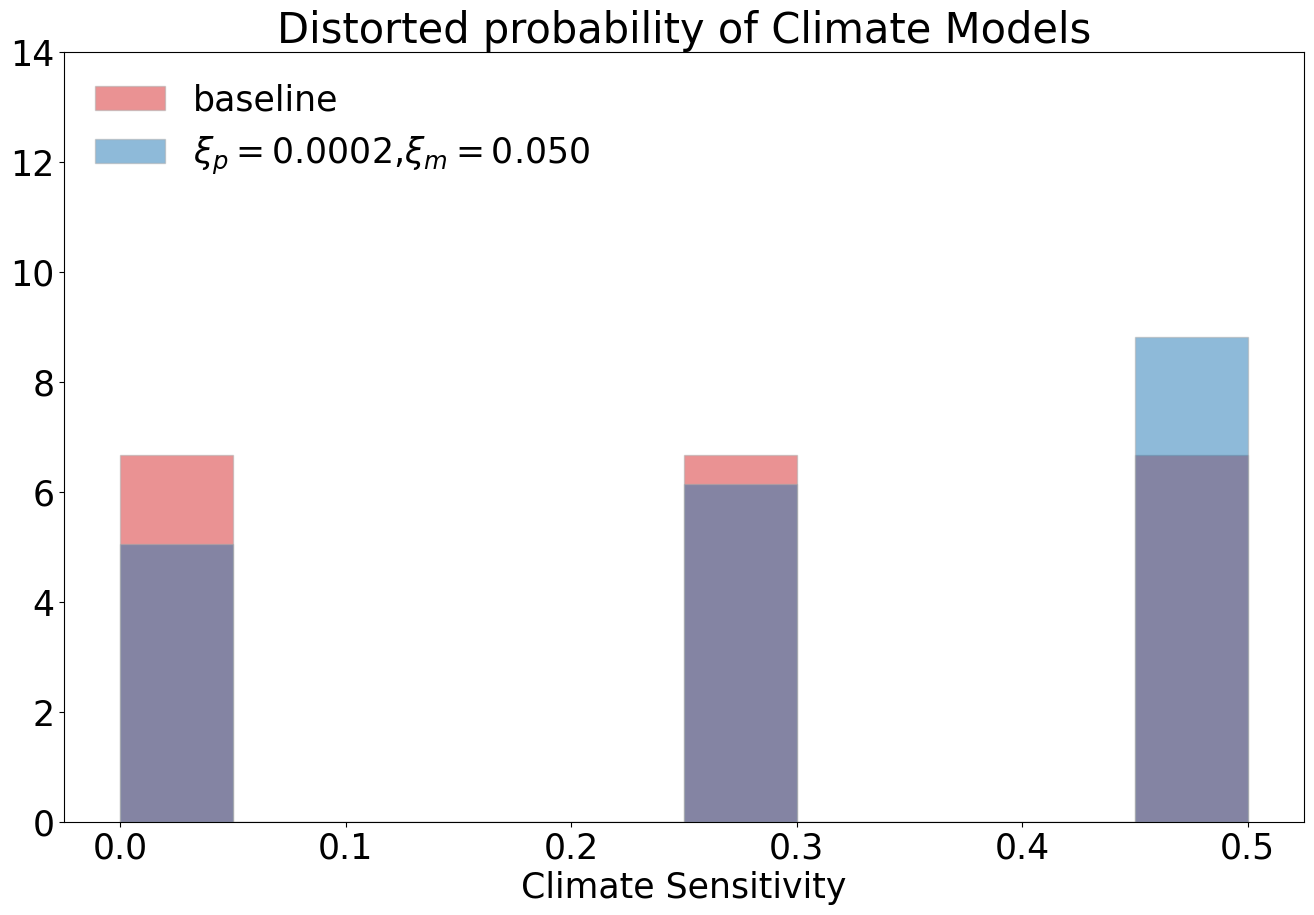 Distorted probability of Climate Models
14
12
10
8
6
4
2
0
baseline
ξp = 0.0002,ξm = 0.050
0.0 0.1 0.2 0.3 0.4 0.5
Climate Sensitivity